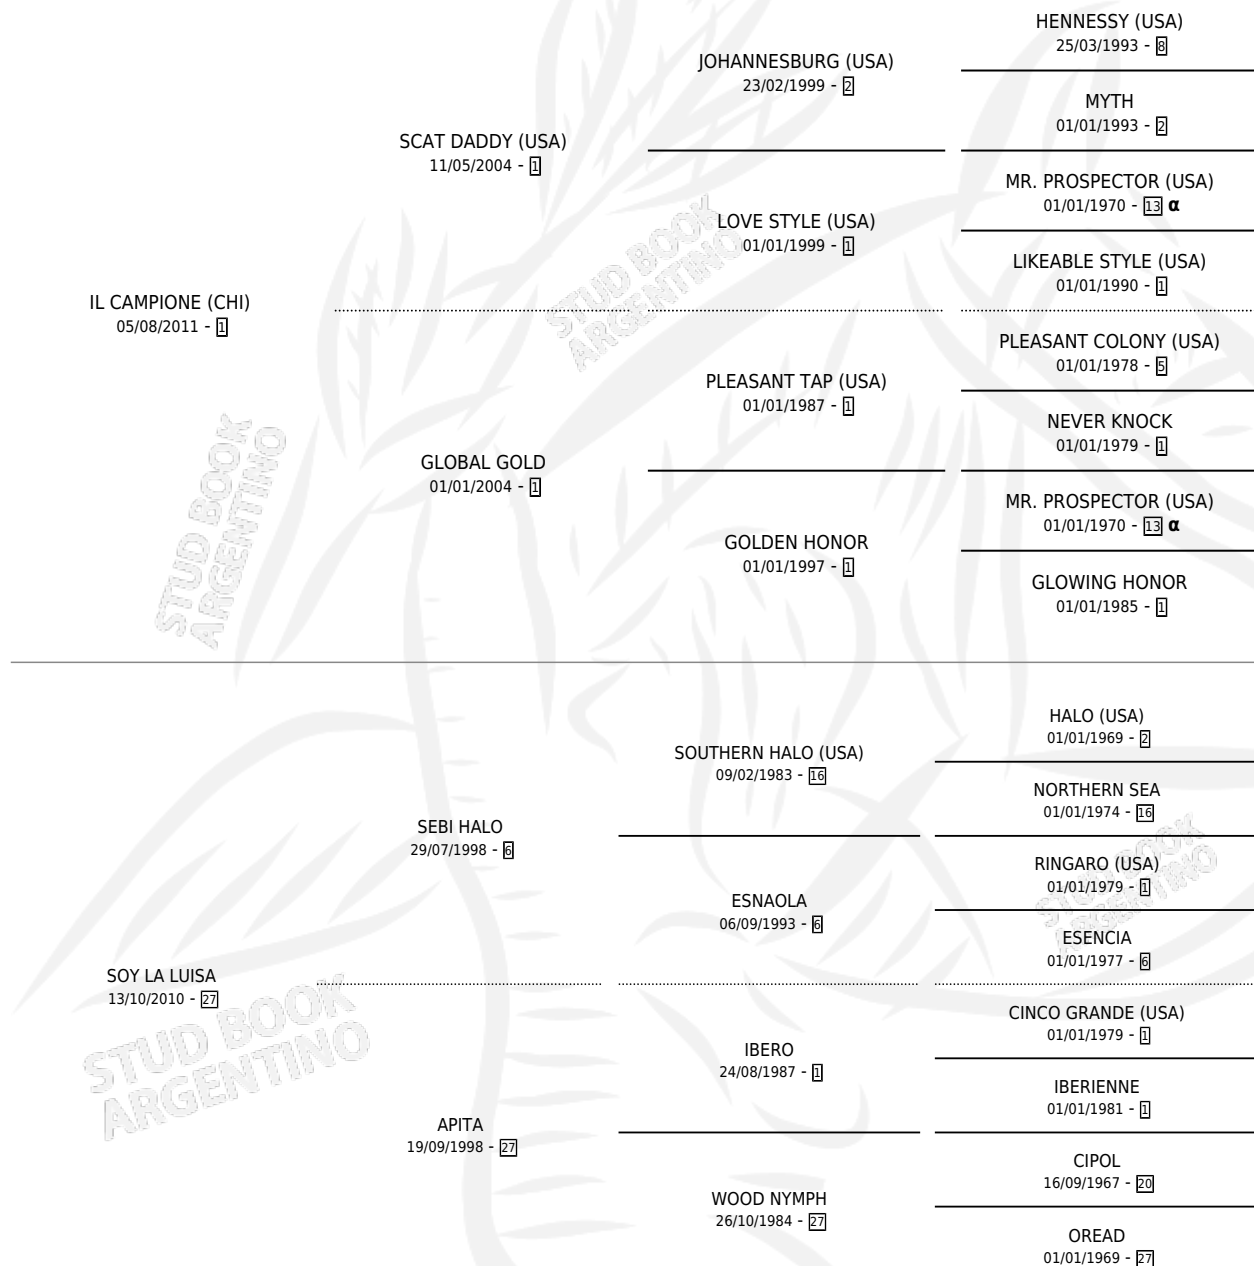 HENNESSY (USA)
25/03/1993 - 8
JOHANNESBURG (USA)
23/02/1999 - 2
MYTH
01/01/1993 - 2
SCAT DADDY (USA)
11/05/2004 - 1
MR. PROSPECTOR (USA)
01/01/1970 - 13 α
LOVE STYLE (USA)
01/01/1999 - 1
LIKEABLE STYLE (USA)
01/01/1990 - 1
IL CAMPIONE (CHI)
05/08/2011 - 1
PLEASANT COLONY (USA)
01/01/1978 - 5
PLEASANT TAP (USA)
01/01/1987 - 1
NEVER KNOCK
01/01/1979 - 1
GLOBAL GOLD
01/01/2004 - 1
MR. PROSPECTOR (USA)
01/01/1970 - 13 α
GOLDEN HONOR
01/01/1997 - 1
GLOWING HONOR
01/01/1985 - 1
HALO (USA)
01/01/1969 - 2
SOUTHERN HALO (USA)
09/02/1983 - 16
NORTHERN SEA
01/01/1974 - 16
SEBI HALO
29/07/1998 - 6
RINGARO (USA)
01/01/1979 - 1
ESNAOLA
06/09/1993 - 6
ESENCIA
01/01/1977 - 6
SOY LA LUISA
13/10/2010 - 27
CINCO GRANDE (USA)
01/01/1979 - 1
IBERO
24/08/1987 - 1
IBERIENNE
01/01/1981 - 1
APITA
19/09/1998 - 27
CIPOL
16/09/1967 - 20
WOOD NYMPH
26/10/1984 - 27
OREAD
01/01/1969 - 27
STUD BOOK
ARGENTINO
STUD BOOK
ARGENTINO
STUD BOOK
ARGENTINO
STUD BOOK
ARGENTINO